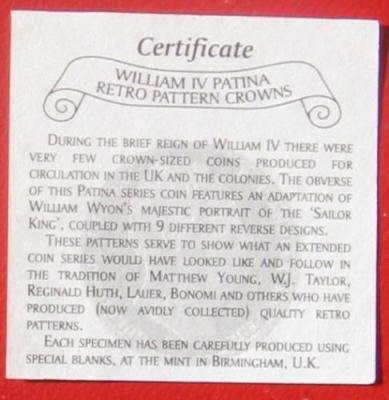 Certificate
WILLIAM IV PATINA
RETRO PATTERN CROWNS
DURING THE BRIEF REIGN OF WILLIAM IV THERE WERE
VERY FEW CROWN-SIZED COINS PRODUCED FOR
CIRCULATION IN THE UK AND THE COLONIES. THE OBVERSE
OF THIS PATINA SERIES COIN FEATURES AN ADAPTATION OF
WILLIAM WYON'S MAJESTIC PORTRAIT OF THE 'SAILOR
KING', COUPLED WITH 9 DIFFERENT REVERSE DESIGNS.
THESE PATTERNS SERVE TO SHOW WHAT AN EXTENDED
COIN SERIES WOULD HAVE LOOKED LIKE AND FOLLOW IN
THE TRADITION OF MATTHEW YOUNG, W.J. TAYLOR,
REGINALD HUTH, LAUER, BONOMI AND OTHERS WHO HAVE
PRODUCED (NOW AVIDLY COLLECTED) QUALITY RETRO
PATTERNS.
EACH SPECIMEN HAS BEEN CAREFULLY PRODUCED USING
SPECIAL BLANKS, AT THE MINT IN BIRMINGHAM, U.K.